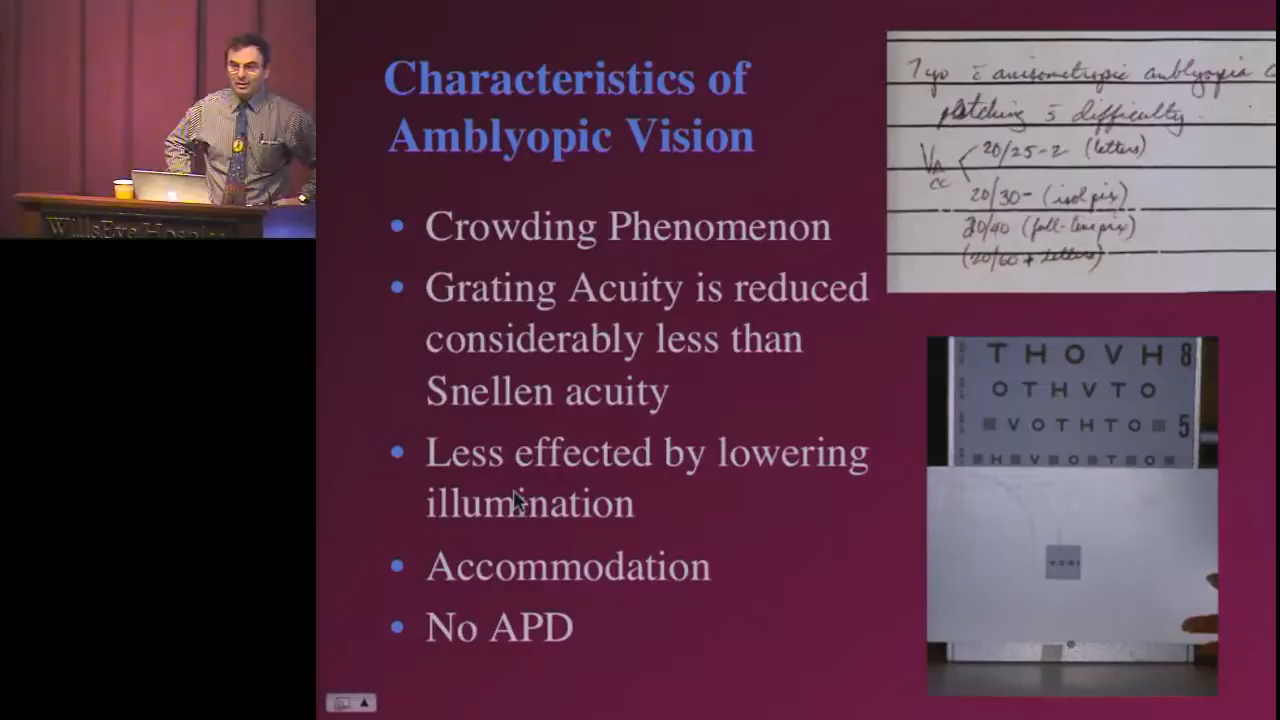 Characteristics of
Amblyopic Vision
• Crowding Phenomenon
• Grating Acuity is reduced
considerably less than
Snellen acuity
• Less effected by lowering
illumination
• Accommodation
• No APD
7 yo c̄ anisometropic amblyopia
patching s̄ difficulty.
VA 20/25-2 (letters)
cc
20/30- (isol pix)
20/40 (full-line pix)
(20/60 + letters)
T H O V H 8
O T H V T O
V O T H T O 5
H V O T O
WillsEye Hospi